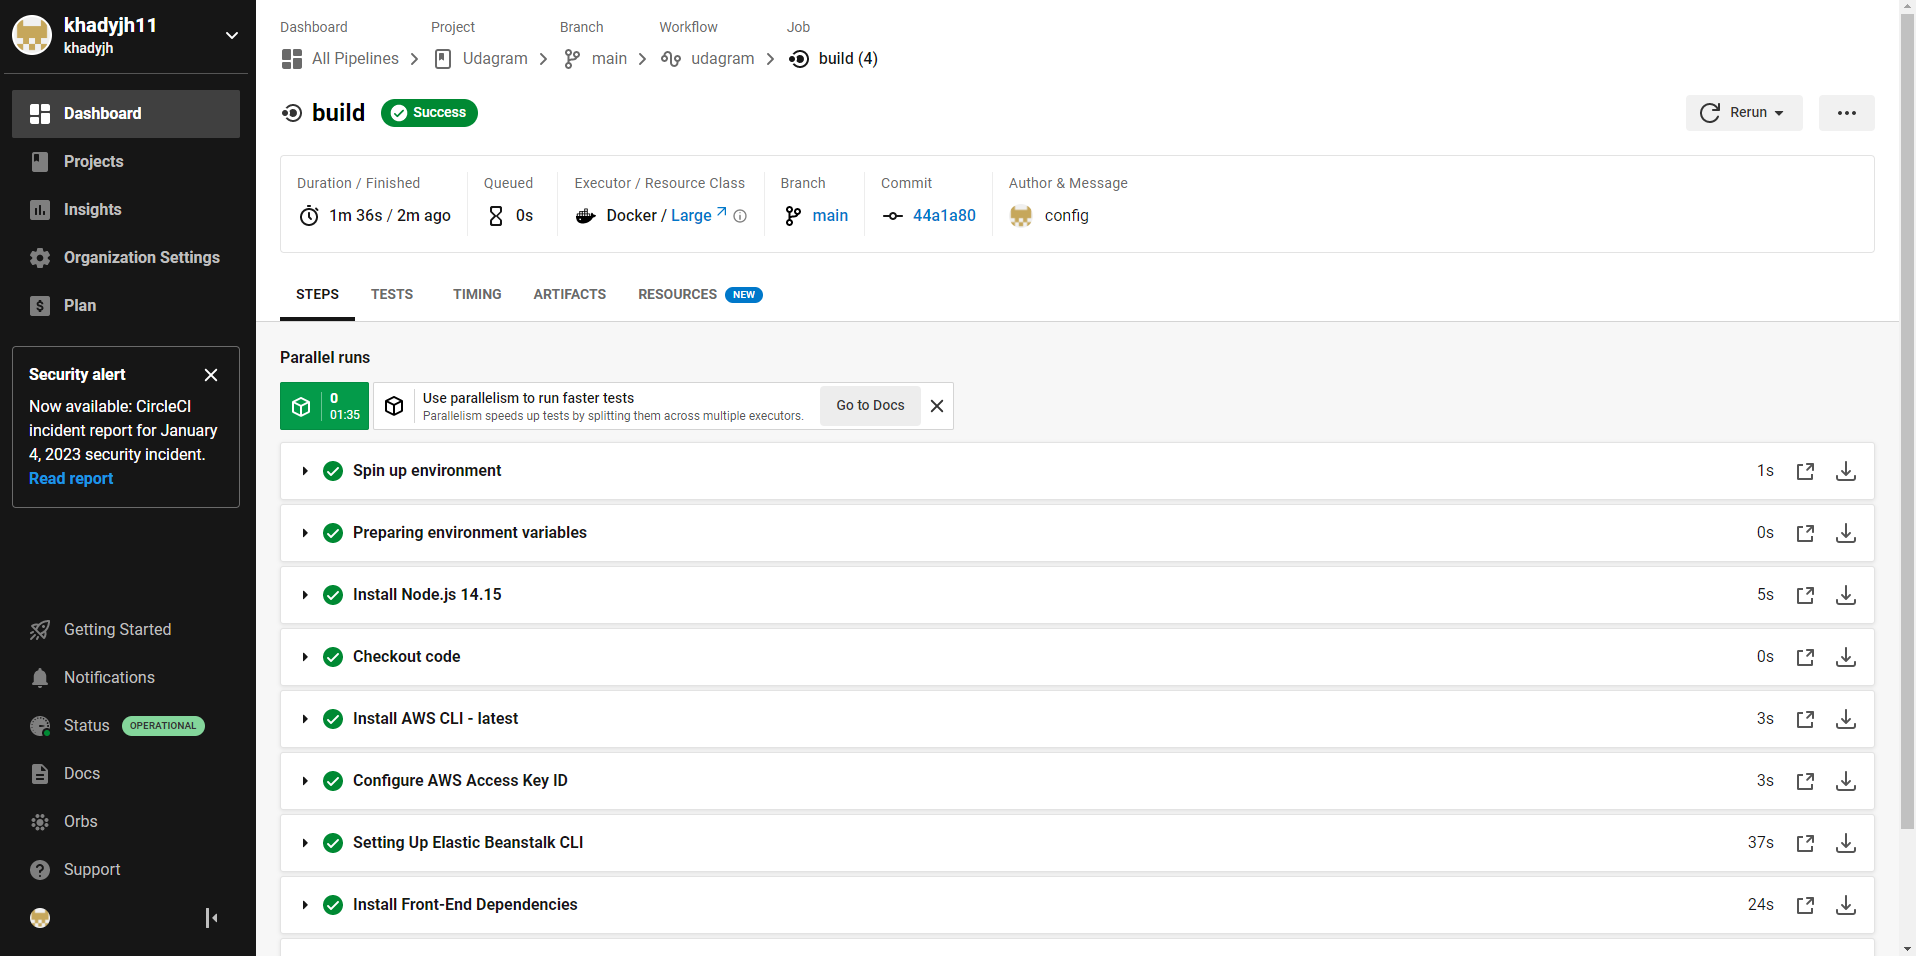 khadyjh11
khadyjh
Dashboard
Projects
Insights
Organization Settings
Plan
Security alert
Now available: CircleCI
incident report for January
4, 2023 security incident.
Read report
Getting Started
Notifications
Status OPERATIONAL
Docs
Orbs
Support
Dashboard Project Branch Workflow Job
All Pipelines Udagram main udagram build (4)
build Success
Rerun
Duration / Finished Queued Executor / Resource Class Branch Commit Author & Message
1m 36s / 2m ago 0s Docker / Large main 44a1a80 config
STEPS TESTS TIMING ARTIFACTS RESOURCES NEW
Parallel runs
0
01:35
Use parallelism to run faster tests
Parallelism speeds up tests by splitting them across multiple executors.
Go to Docs
Spin up environment 1s
Preparing environment variables 0s
Install Node.js 14.15 5s
Checkout code 0s
Install AWS CLI - latest 3s
Configure AWS Access Key ID 3s
Setting Up Elastic Beanstalk CLI 37s
Install Front-End Dependencies 24s